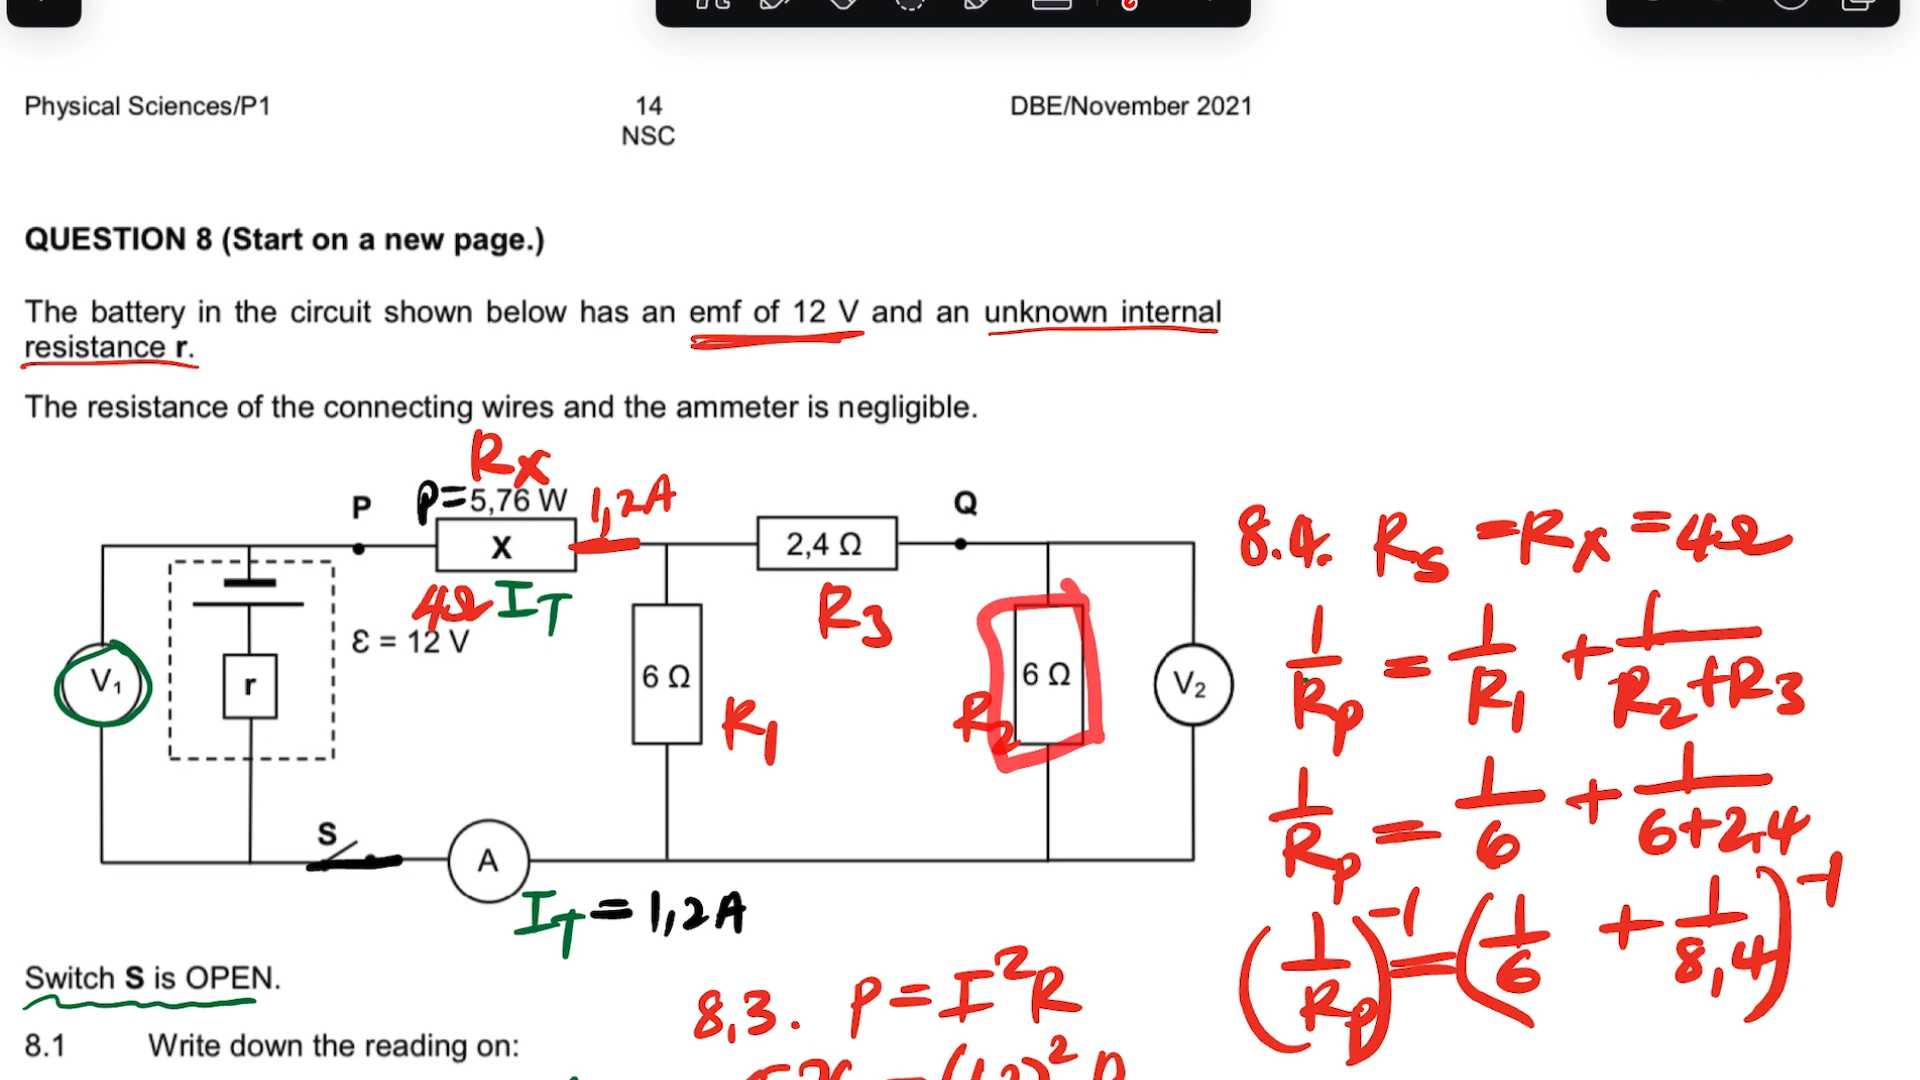 Physical Sciences/P1
14
NSC
DBE/November 2021
QUESTION 8 (Start on a new page.)
The battery in the circuit shown below has an emf of 12 V and an unknown internal
resistance r.
The resistance of the connecting wires and the ammeter is negligible.
Rx
P=5,76 W
1,2A
P
X
4Ω IT
2,4 Ω
R3
Q
Ɛ = 12 V
V1
r
6 Ω
R1
6 Ω
R2
V2
S
A
IT = 1,2A
8.4. Rs = Rx = 4Ω
1/Rp = 1/R1 + 1/R2+R3
1/Rp = 1/6 + 1/6+2,4
(1/Rp)-1 = (1/6 + 1/8,4)-1
Switch S is OPEN.
8,3. P = I2R
8.1 Write down the reading on: